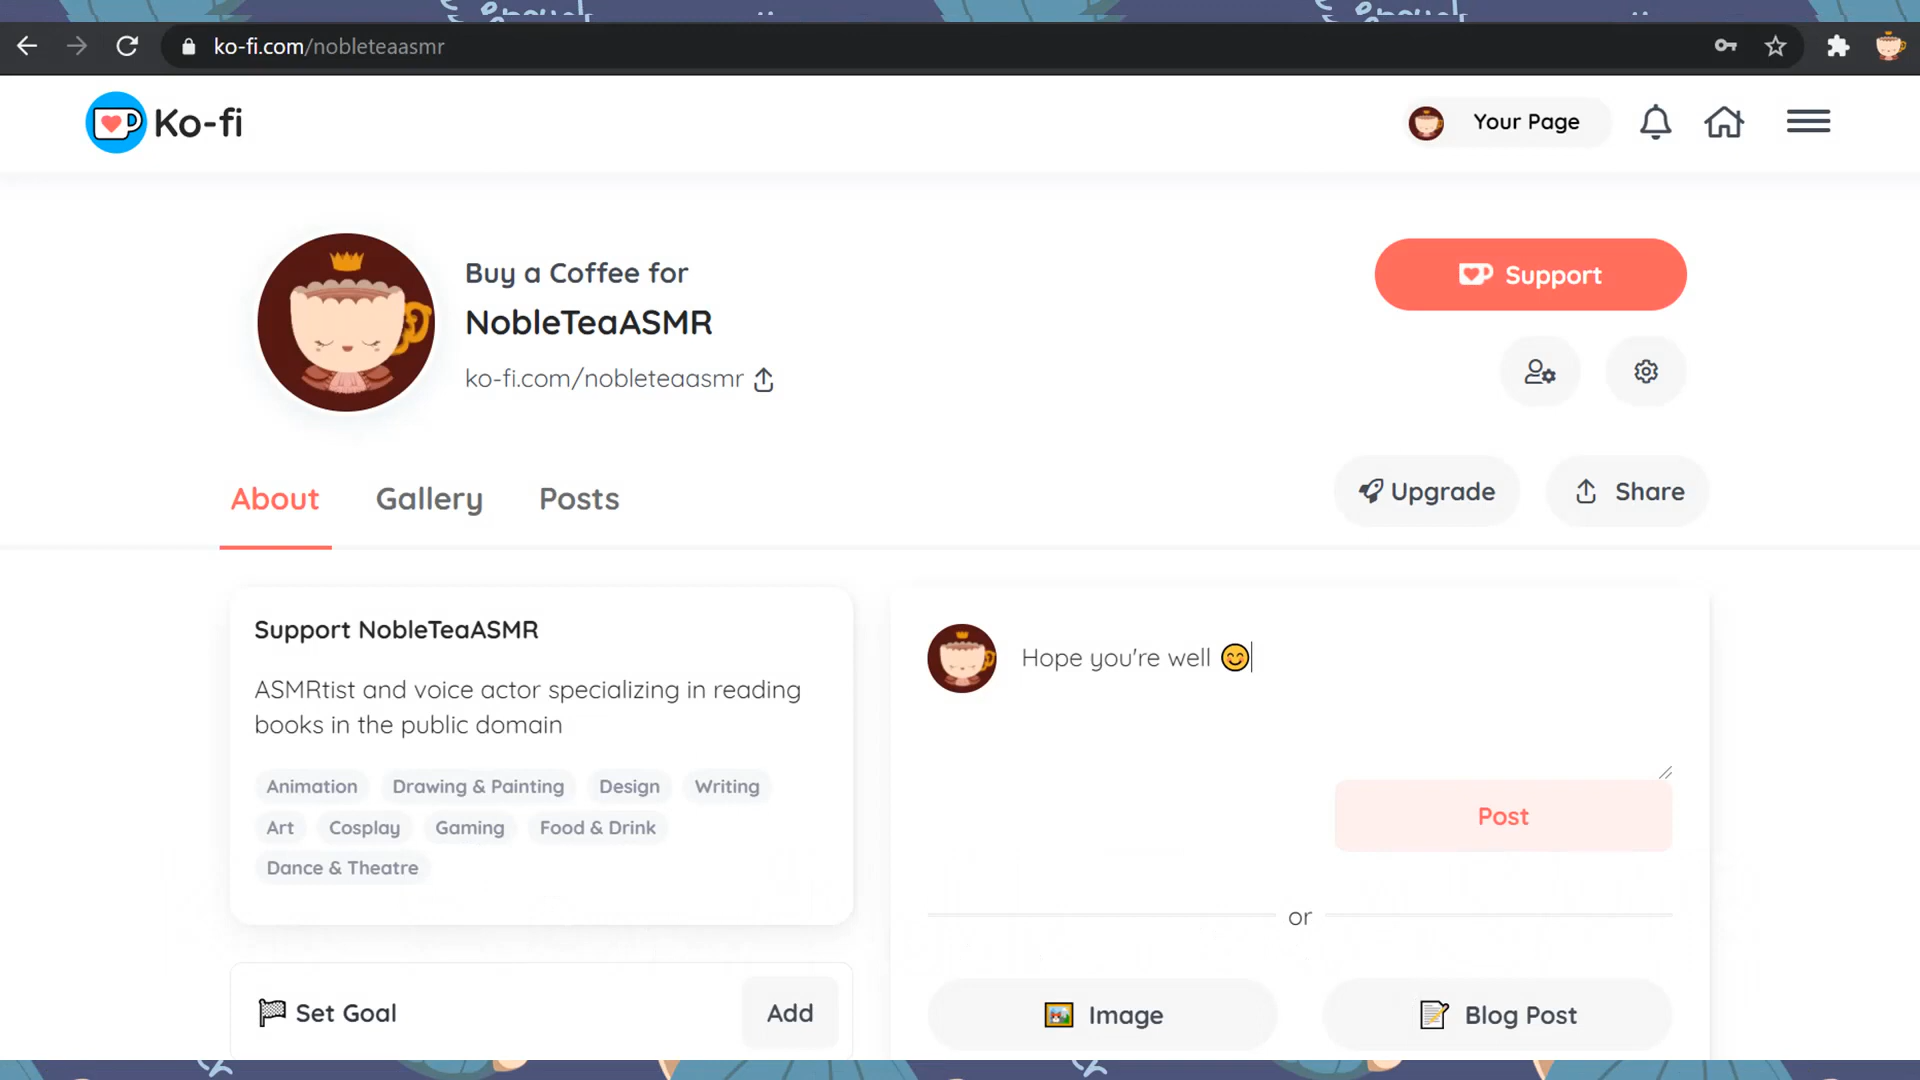 ko-fi.com/nobleteaasmr
Ko-fi
Your Page
Buy a Coffee for
NobleTeaASMR
ko-fi.com/nobleteaasmr
Support
About
Gallery
Posts
Upgrade
Share
Support NobleTeaASMR
ASMRtist and voice actor specializing in reading
books in the public domain
Animation
Drawing & Painting
Design
Writing
Art
Cosplay
Gaming
Food & Drink
Dance & Theatre
Set Goal
Add
Hope you're well 😊
Post
or
Image
Blog Post